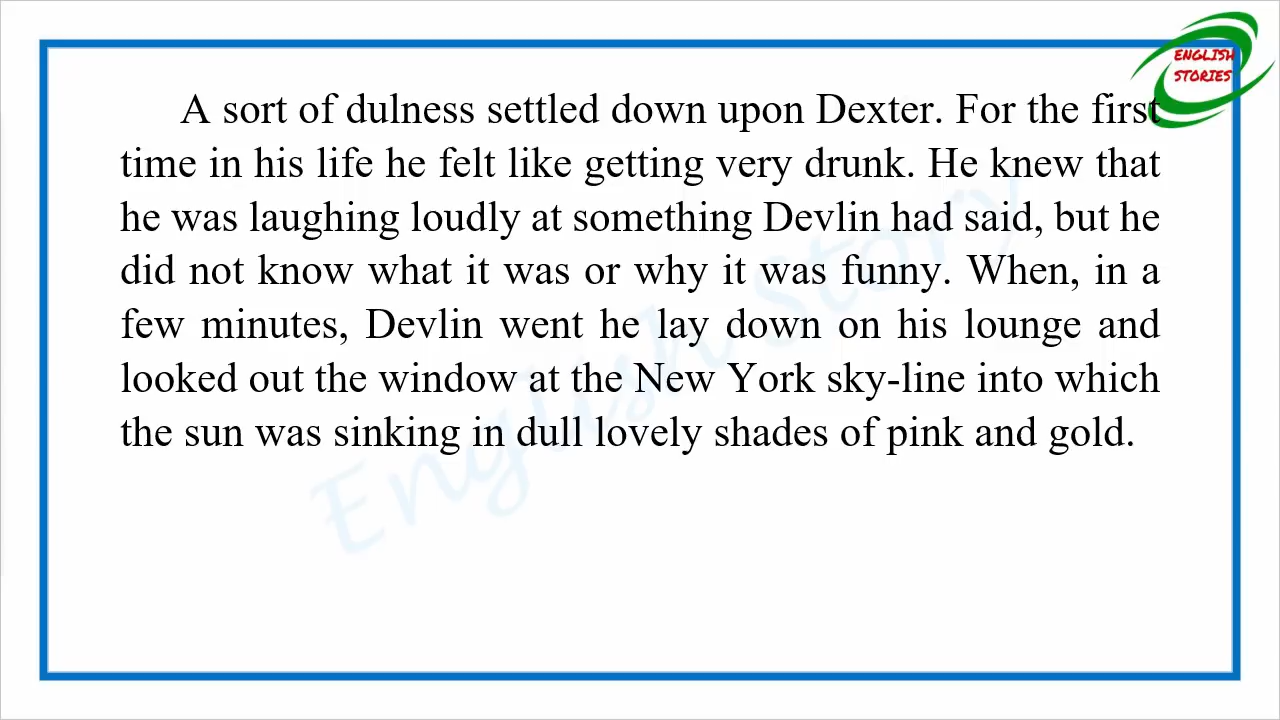 ENGLISH
STORIES
A sort of dulness settled down upon Dexter. For the first
time in his life he felt like getting very drunk. He knew that
he was laughing loudly at something Devlin had said, but he
did not know what it was or why it was funny. When, in a
few minutes, Devlin went he lay down on his lounge and
looked out the window at the New York sky-line into which
the sun was sinking in dull lovely shades of pink and gold.
English Story